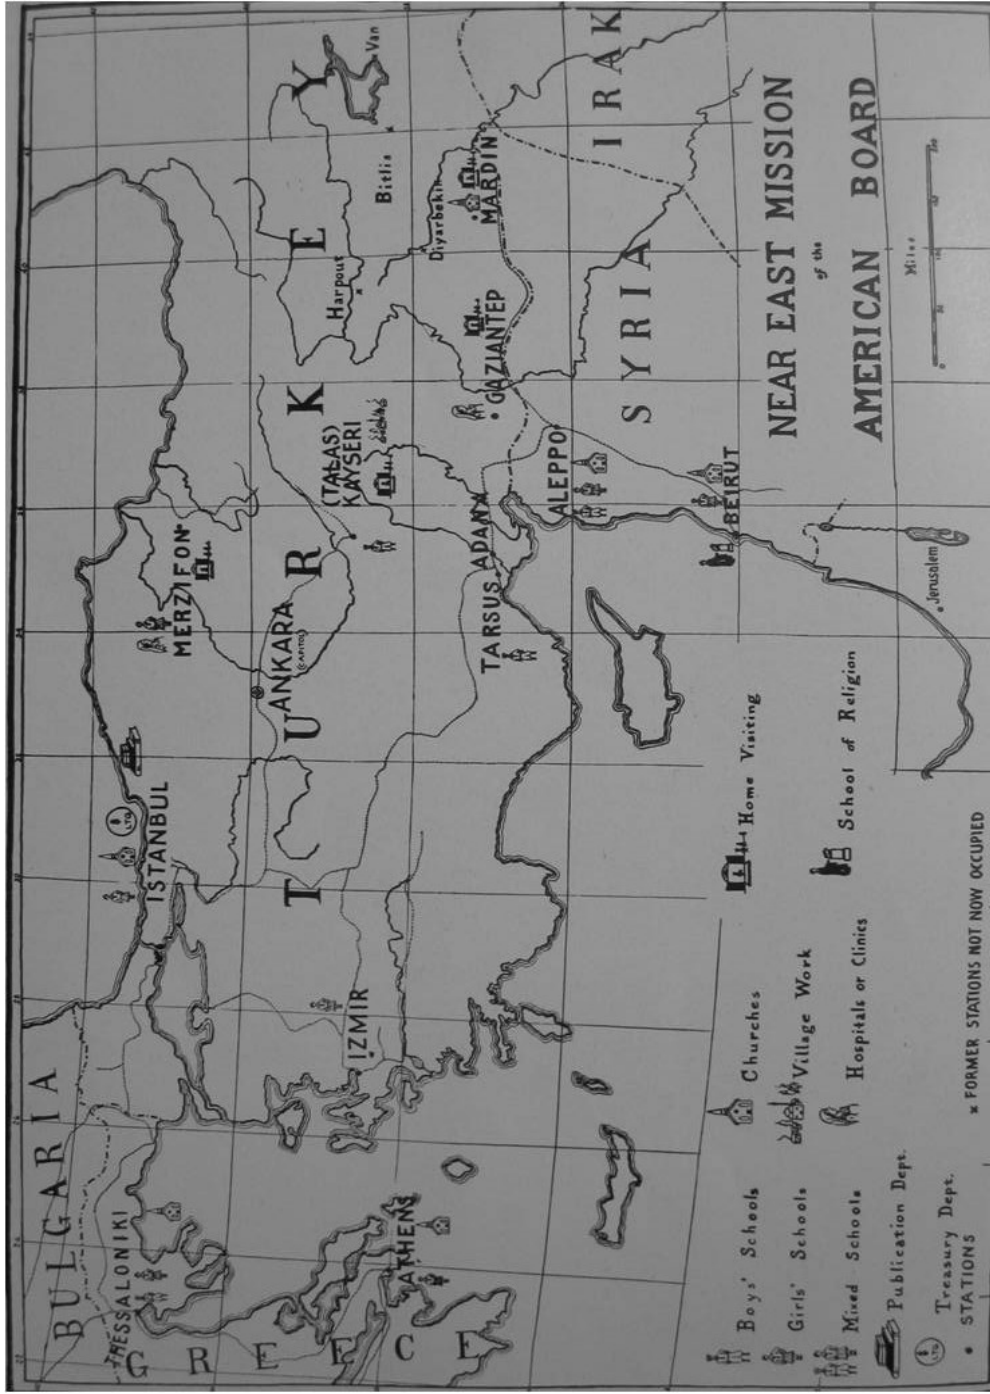 BULGARIA
GREECE
TURKEY
SYRIA
IRAK
THESSALONIKI
ATHENS
ISTANBUL
IZMIR
MERZIFON
ANKARA
(CAPITOL)
(TALAS)
KAYSERI
TARSUS
ADANA
GAZIANTEP
Harpout
Diyarbekir
MARDIN
Bitlis
Van
ALEPPO
BEIRUT
Jerusalem
NEAR EAST MISSION
of the
AMERICAN BOARD
Miles
Boys' Schools
Girls' Schools
Mixed Schools
Publication Dept.
Treasury Dept.
• STATIONS
Churches
Village Work
Hospitals or Clinics
x FORMER STATIONS NOT NOW OCCUPIED
Home Visiting
School of Religion